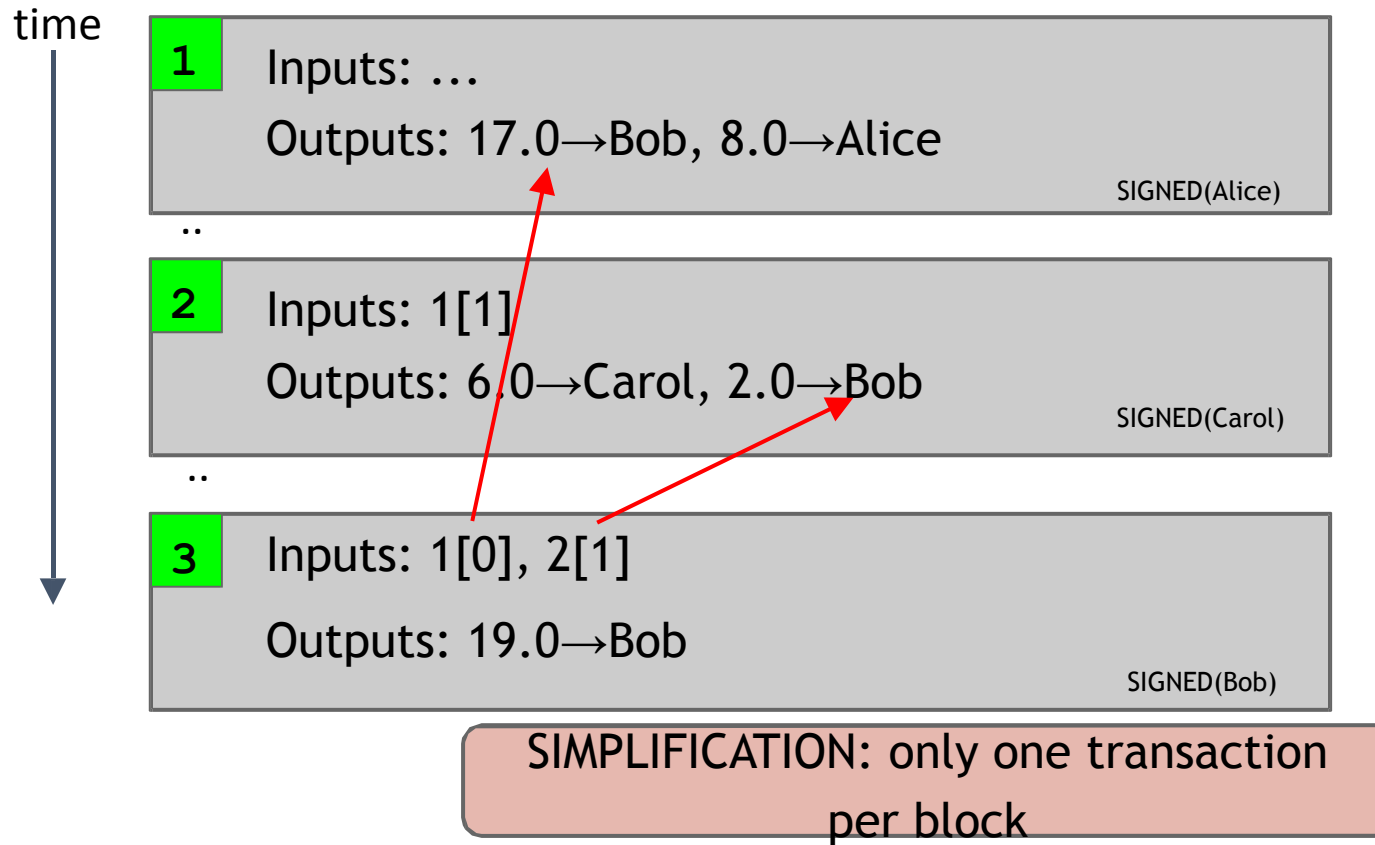 time
1
Inputs: ...
Outputs: 17.0→Bob, 8.0→Alice
SIGNED(Alice)
..
2
Inputs: 1[1]
Outputs: 6.0→Carol, 2.0→Bob
SIGNED(Carol)
..
3
Inputs: 1[0], 2[1]
Outputs: 19.0→Bob
SIGNED(Bob)
SIMPLIFICATION: only one transaction
per block